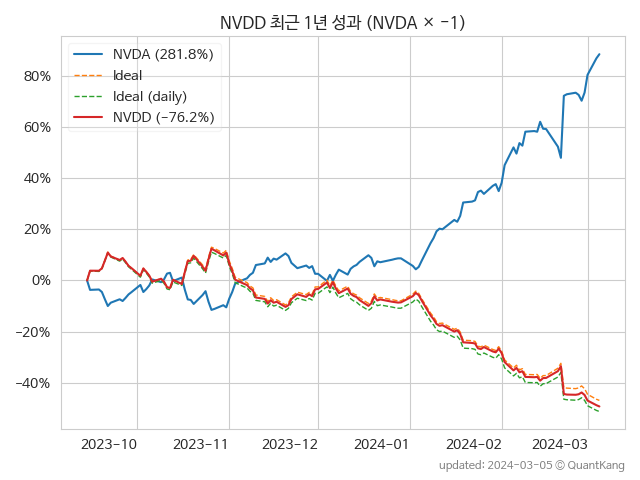 NVDD 최근 1년 성과 (NVDA × −1)
NVDA (281.8%)
Ideal
Ideal (daily)
NVDD (−76.2%)
80%
60%
40%
20%
0%
−20%
−40%
2023-10
2023-11
2023-12
2024-01
2024-02
2024-03
updated: 2024-03-05 © QuantKang